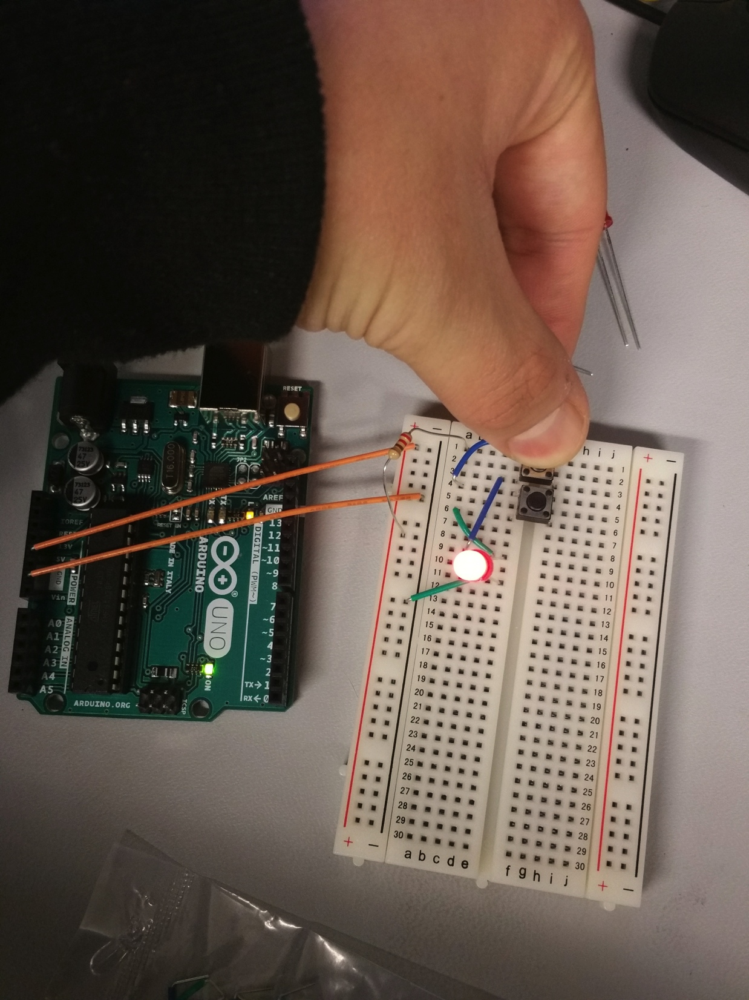 RESET
73123
47
25V
T16.000
JP2
73123
47
25V
IOREF
5V
GND
Vin
POWER
A0
A1
A2
A3
A4
A5
ANALOG IN
TX
L
RESET EN
MADE IN ITALY
ARDUINO
UNO
®
ON
ICSP
ARDUINO.ORG
AREF
GND
13
12
~11
~10
~9
8
DIGITAL (PWM~)
7
~6
~5
4
~3
2
TX→1
RX←0
+ −
a
h i j
+ −
1
2
3
4
5
6
7
8
9
10
11
12
13
14
15
16
17
18
19
20
21
22
23
24
25
26
27
28
29
30
1
2
3
4
5
6
7
8
9
10
11
12
13
14
15
16
17
18
19
20
21
22
23
24
25
26
27
28
29
30
+ −
a b c d e
f g h i j
+ −